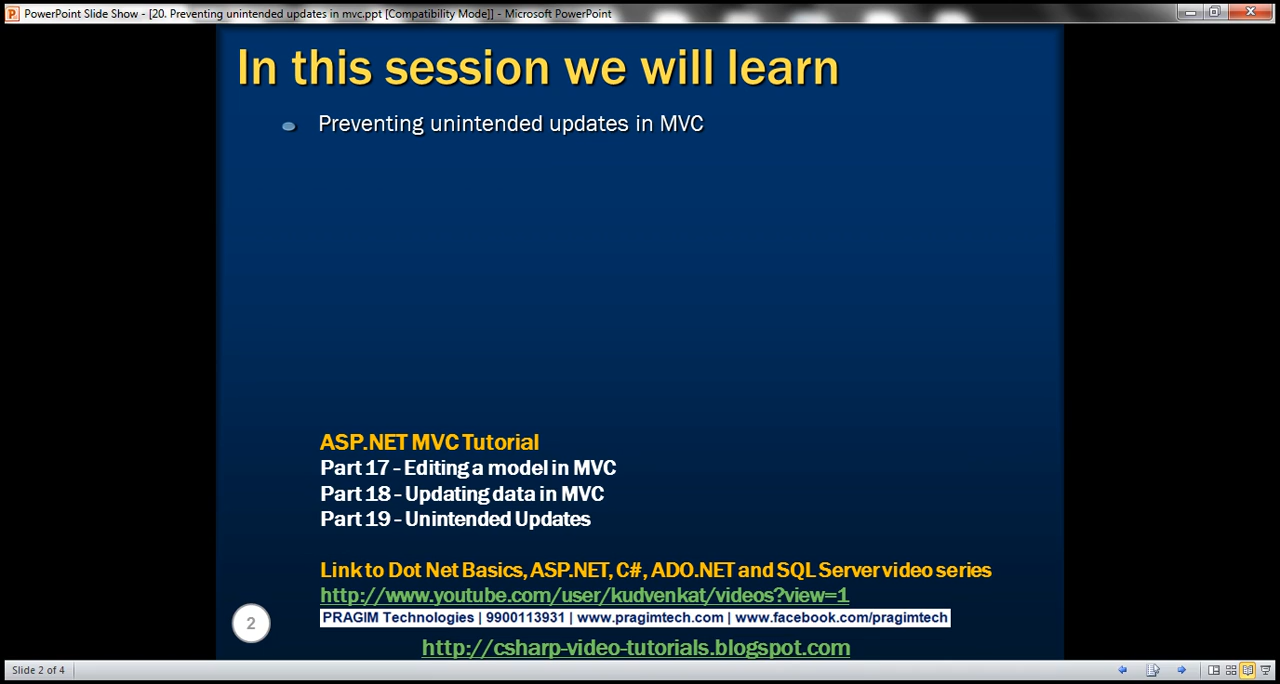 PowerPoint Slide Show - [20. Preventing unintended updates in mvc.ppt [Compatibility Mode]] - Microsoft PowerPoint
In this session we will learn
Preventing unintended updates in MVC
ASP.NET MVC Tutorial
Part 17 - Editing a model in MVC
Part 18 - Updating data in MVC
Part 19 - Unintended Updates
Link to Dot Net Basics, ASP.NET, C#, ADO.NET and SQL Server video series
http://www.youtube.com/user/kudvenkat/videos?view=1
PRAGIM Technologies | 9900113931 | www.pragimtech.com | www.facebook.com/pragimtech
2
http://csharp-video-tutorials.blogspot.com
Slide 2 of 4